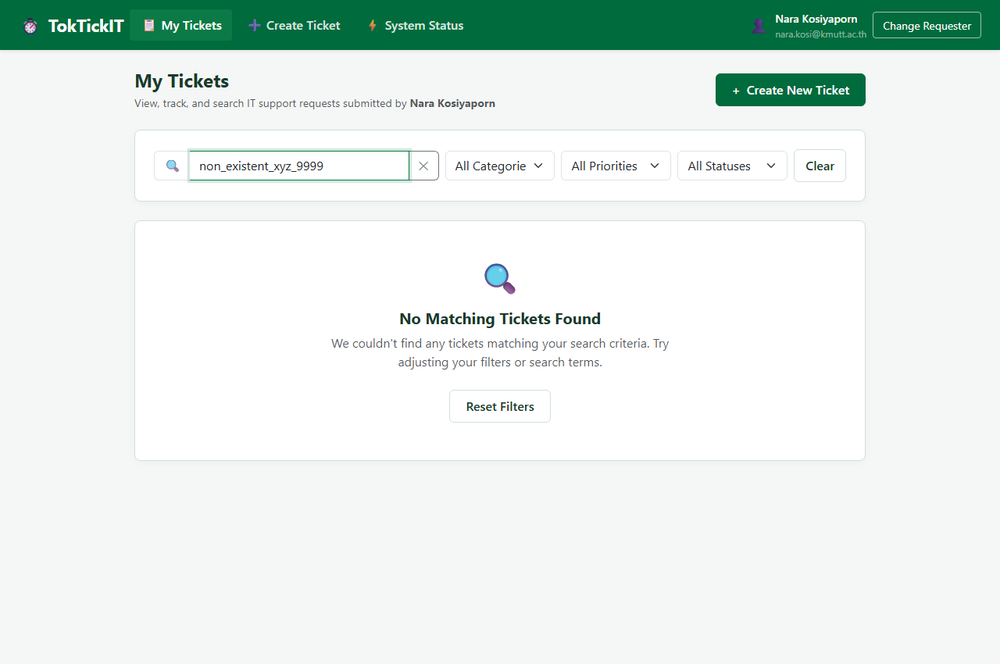 TokTickIT
My Tickets
Create Ticket
System Status
Nara Kosiyaporn
nara.kosi@kmutt.ac.th
Change Requester
My Tickets
View, track, and search IT support requests submitted by Nara Kosiyaporn
+ Create New Ticket
non_existent_xyz_9999
All Categorie
All Priorities
All Statuses
Clear
No Matching Tickets Found
We couldn't find any tickets matching your search criteria. Try
adjusting your filters or search terms.
Reset Filters